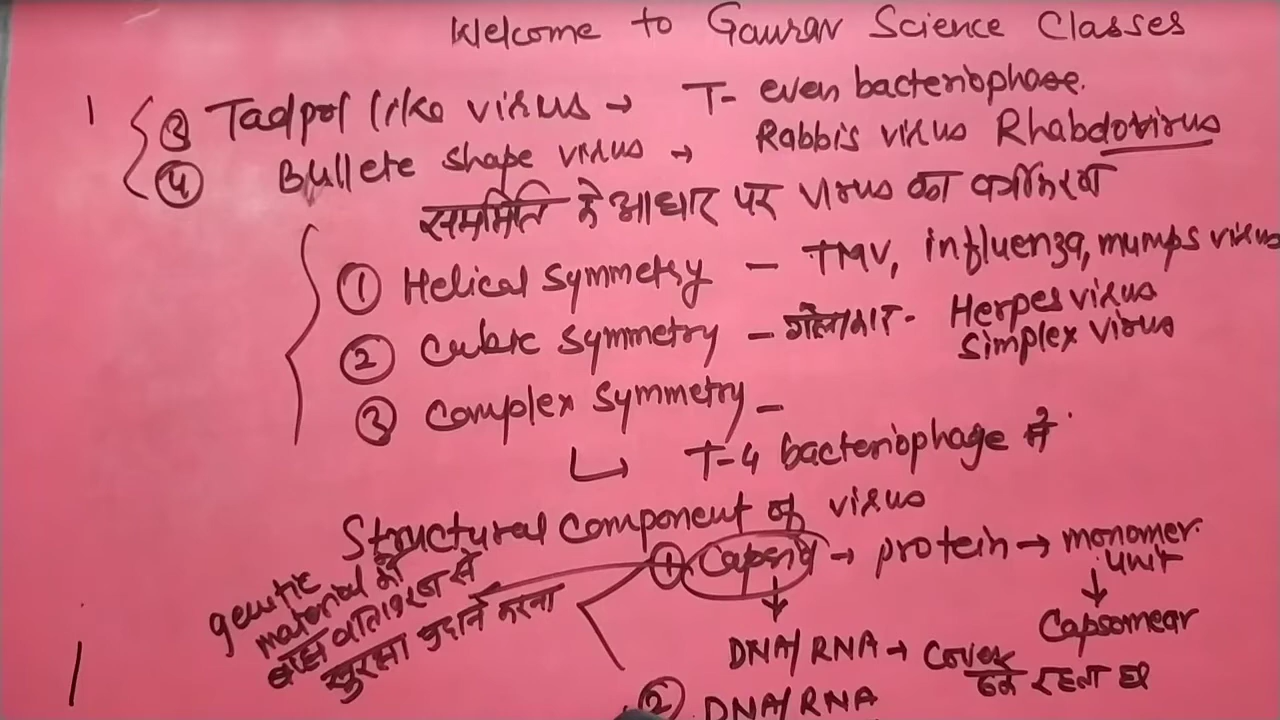 Welcome to Gaurav Science Classes
③ Tadpol like virus → T- even bacteriophase.
④ Bullete shape virus → Rabbis virus Rhabdovirus
सममिति के आधार पर virus का
① Helical symmetry - TMV, influenza, mumps virus
② Cubic symmetry - Herpes virus
Simplex virus
③ Complex symmetry -
↳ T-4 bacteriophage में
Structural component of virus
① Capsid → protein → monomer unit
↓ ↓
Capsomear
genetic
material को
बाह्य वातावरण से
सुरक्षा प्रदान करना
DNA/RNA → cover
रहता है
② DNA/RNA